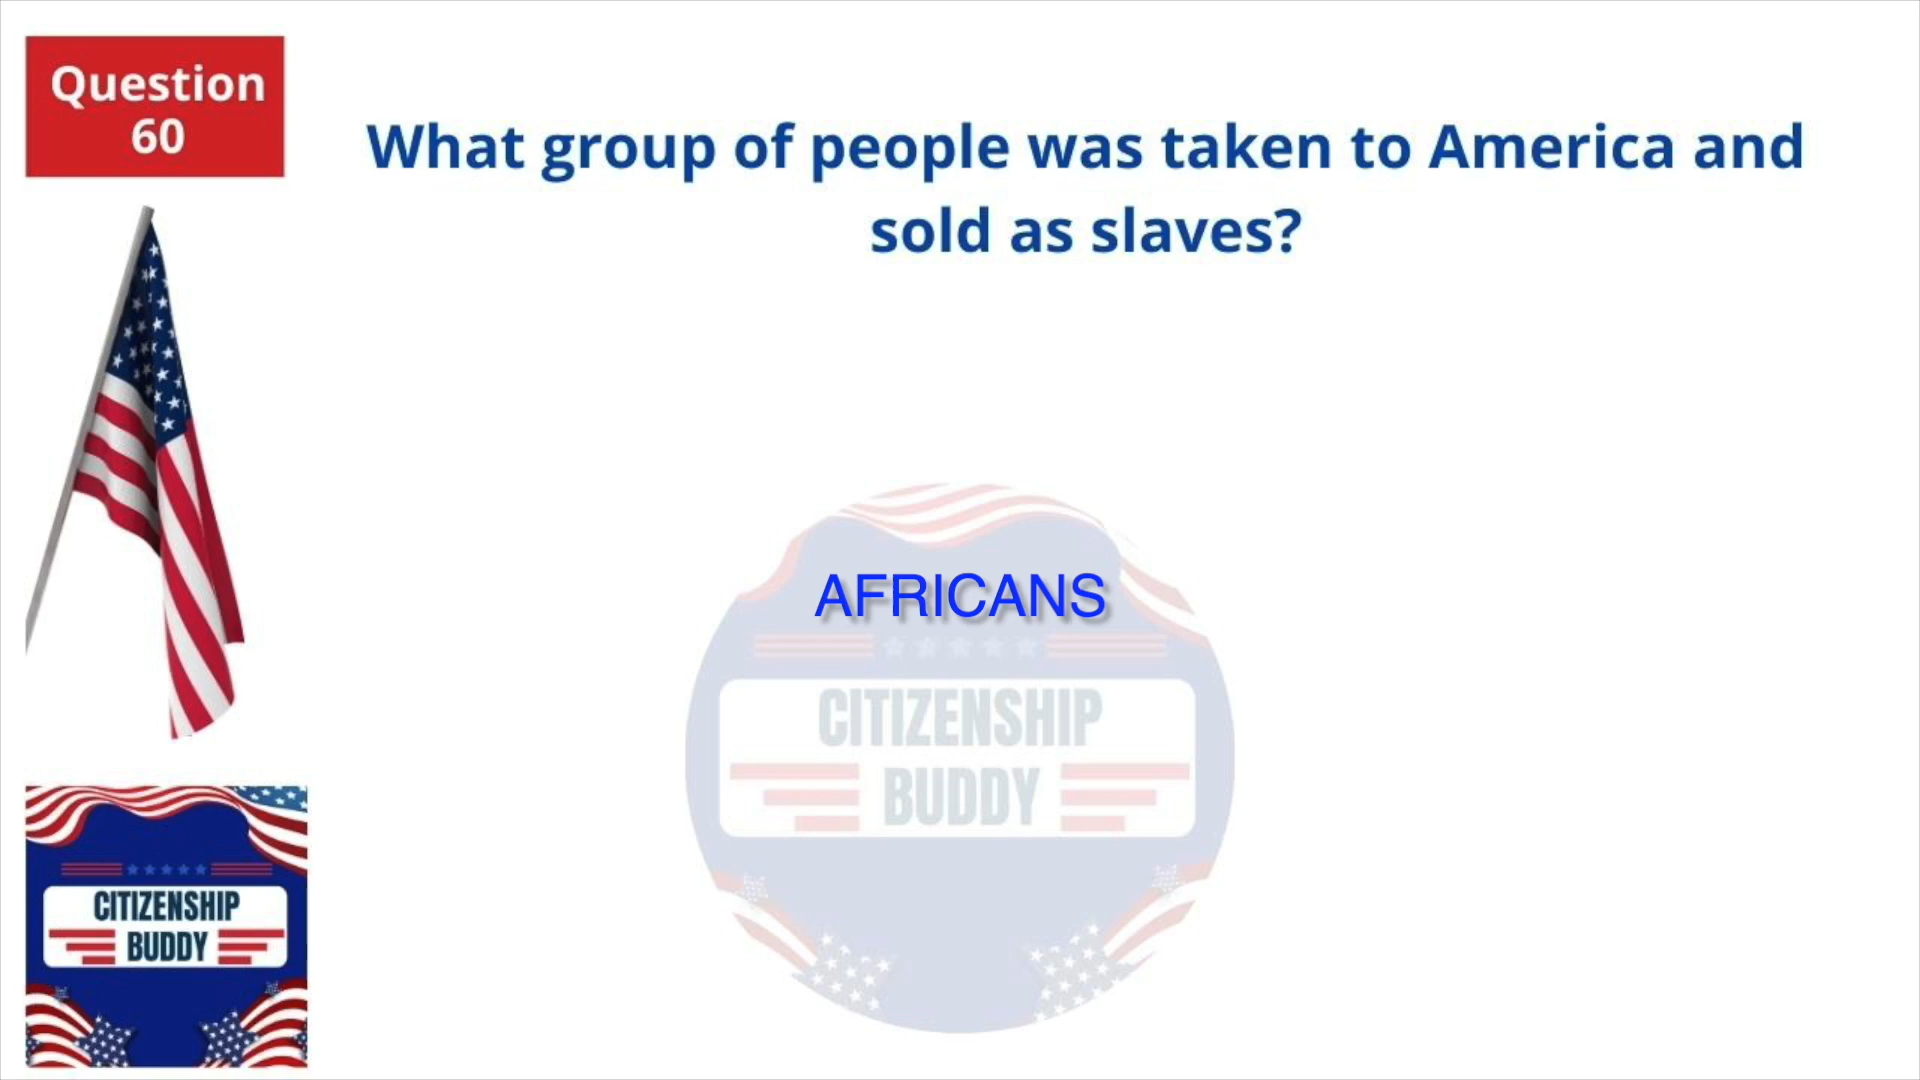 Question
60
What group of people was taken to America and
sold as slaves?
AFRICANS
CITIZENSHIP
BUDDY
CITIZENSHIP
BUDDY